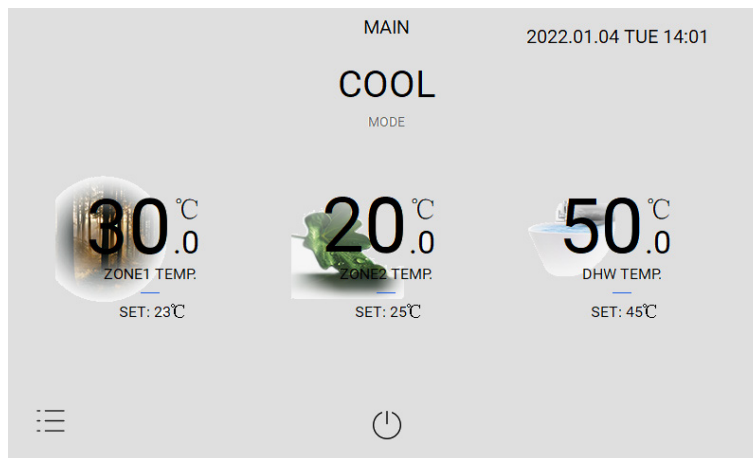 MAIN
2022.01.04 TUE 14:01
COOL
MODE
30.0 ℃
ZONE1 TEMP.
SET: 23℃
20.0 ℃
ZONE2 TEMP.
SET: 25℃
50.0 ℃
DHW TEMP.
SET: 45℃